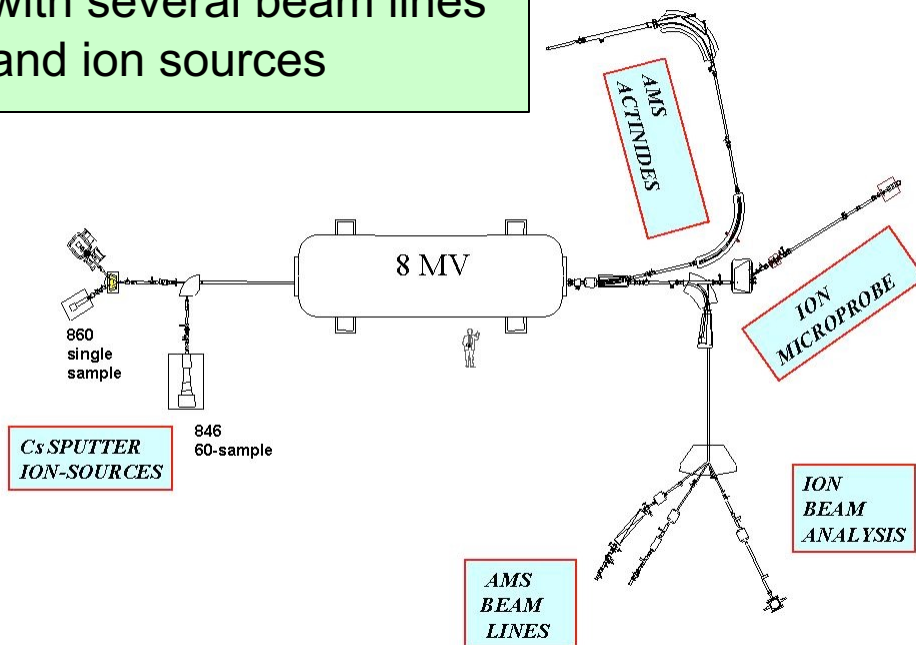 with several beam lines
and ion sources
AMS
ACTINIDES
8 MV
ION
MICROPROBE
860
single
sample
846
60-sample
Cs SPUTTER
ION-SOURCES
ION
BEAM
ANALYSIS
AMS
BEAM
LINES